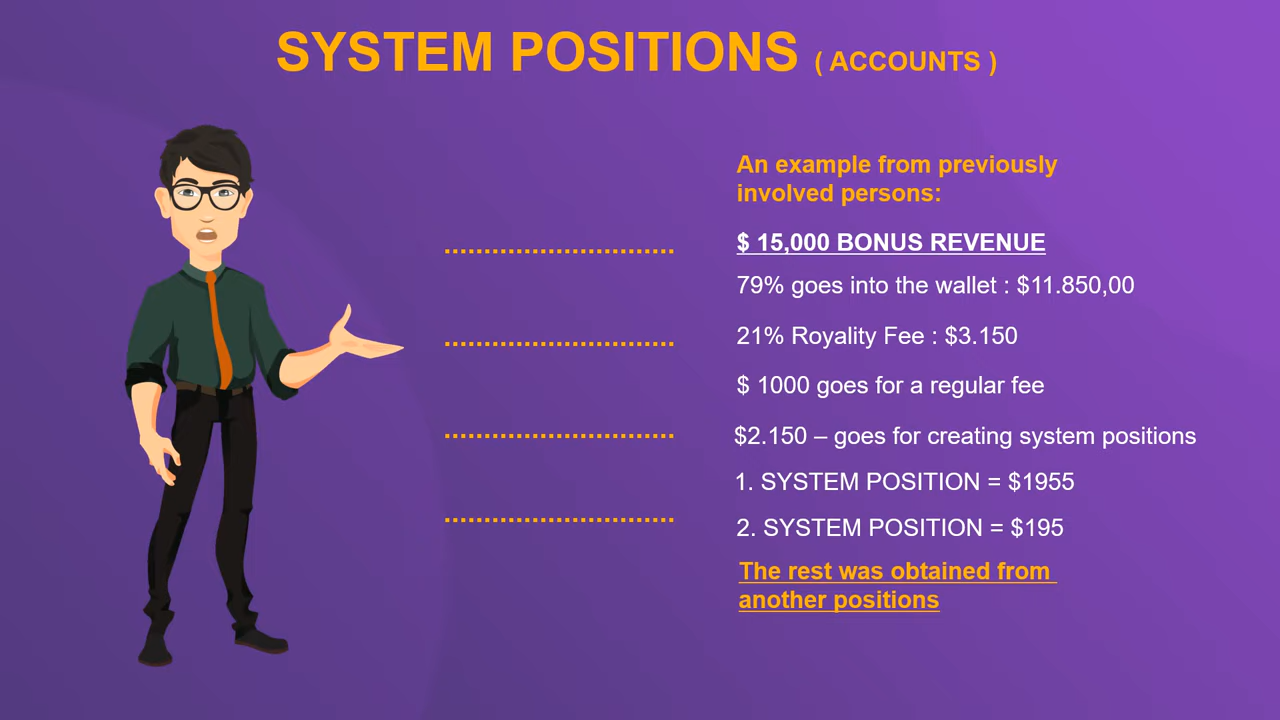 SYSTEM POSITIONS ( ACCOUNTS )
An example from previously
involved persons:
$ 15,000 BONUS REVENUE
79% goes into the wallet : $11.850,00
21% Royality Fee : $3.150
$ 1000 goes for a regular fee
$2.150 – goes for creating system positions
1. SYSTEM POSITION = $1955
2. SYSTEM POSITION = $195
The rest was obtained from
another positions